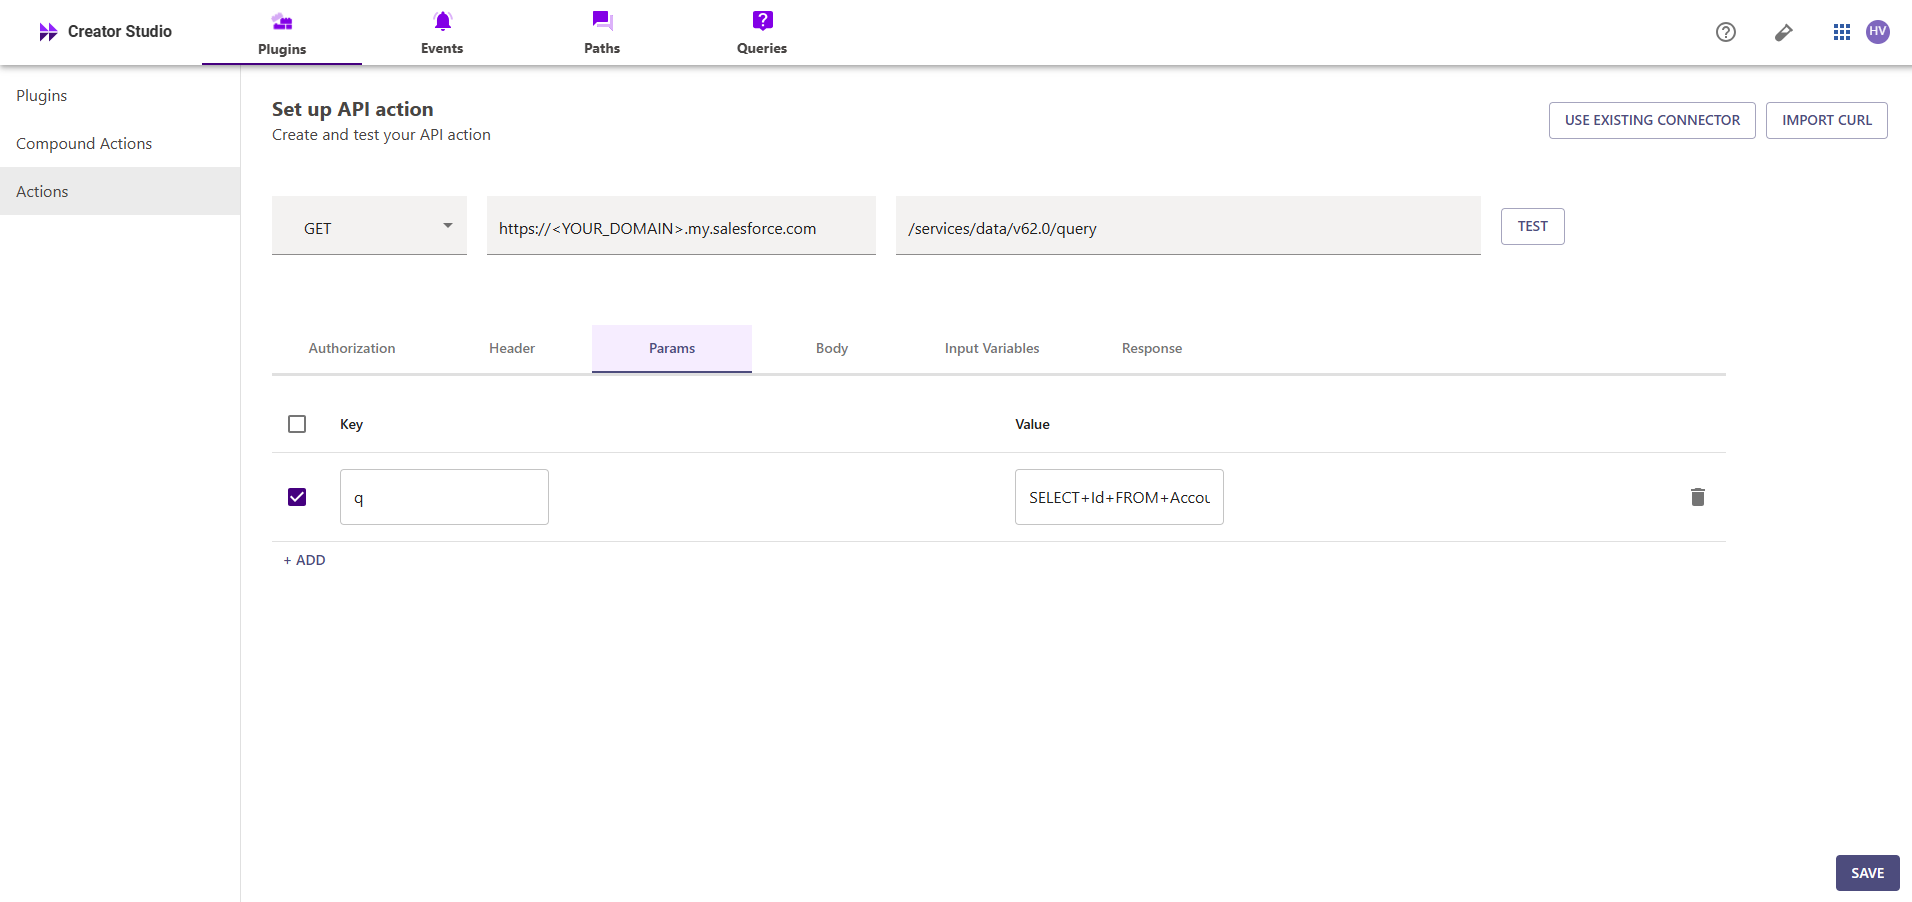 Creator Studio
Plugins
Events
Paths
Queries
HV
Plugins
Compound Actions
Actions
Set up API action
Create and test your API action
USE EXISTING CONNECTOR
IMPORT CURL
GET
https://<YOUR_DOMAIN>.my.salesforce.com
/services/data/v62.0/query
TEST
Authorization
Header
Params
Body
Input Variables
Response
Key
Value
q
SELECT+Id+FROM+Accou
+ ADD
SAVE